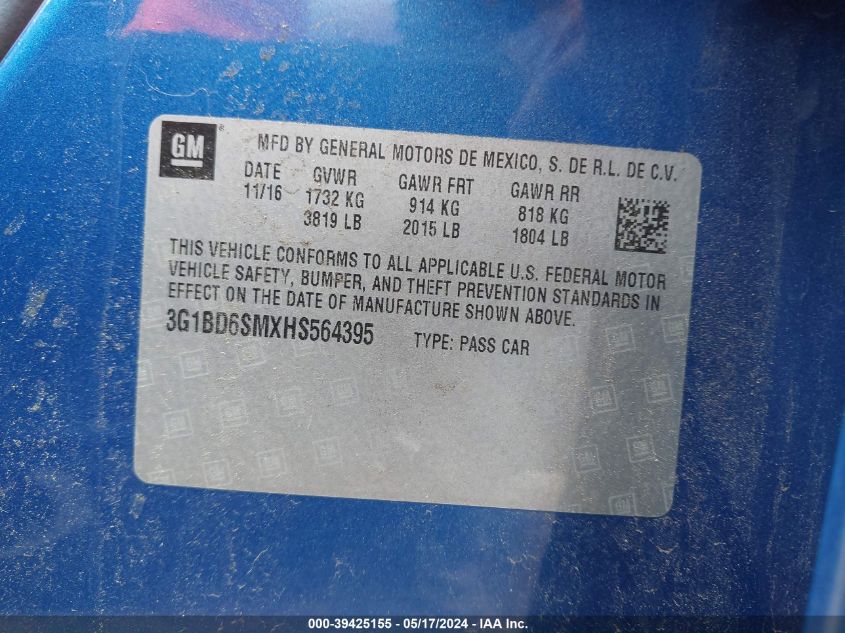 GM®
MFD BY GENERAL MOTORS DE MEXICO, S. DE R.L. DE C.V.
DATE GVWR GAWR FRT GAWR RR
11/16 1732 KG 914 KG 818 KG
3819 LB 2015 LB 1804 LB
THIS VEHICLE CONFORMS TO ALL APPLICABLE U.S. FEDERAL MOTOR
VEHICLE SAFETY, BUMPER, AND THEFT PREVENTION STANDARDS IN
EFFECT ON THE DATE OF MANUFACTURE SHOWN ABOVE.
3G1BD6SMXHS564395 TYPE: PASS CAR
000-39425155 - 05/17/2024 - IAA Inc.